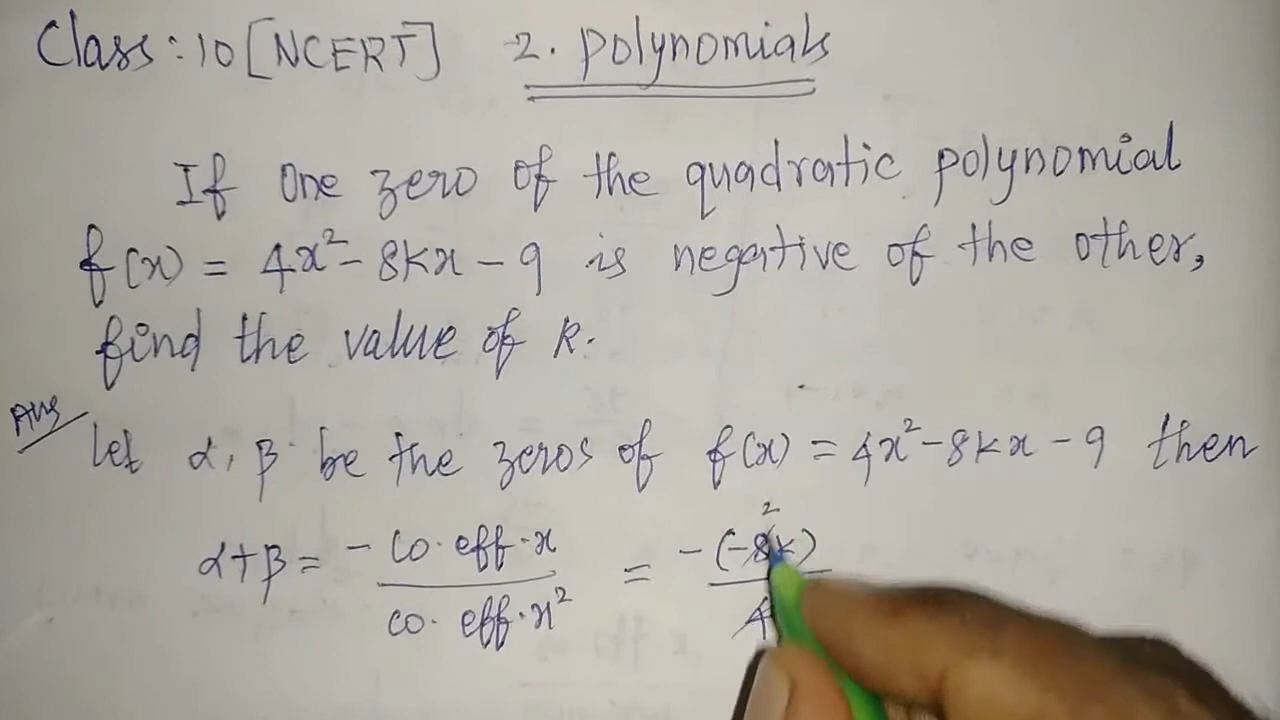 Class: 10 [NCERT] 2. Polynomials
If One zero of the quadratic polynomial
f(x) = 4x² - 8kx - 9 is negative of the other,
find the value of k.
Ans
Let α, β be the zeros of f(x) = 4x² - 8kx - 9 then
α+β = - co.eff.x / co.eff.x² = -(-8k) / 4
2